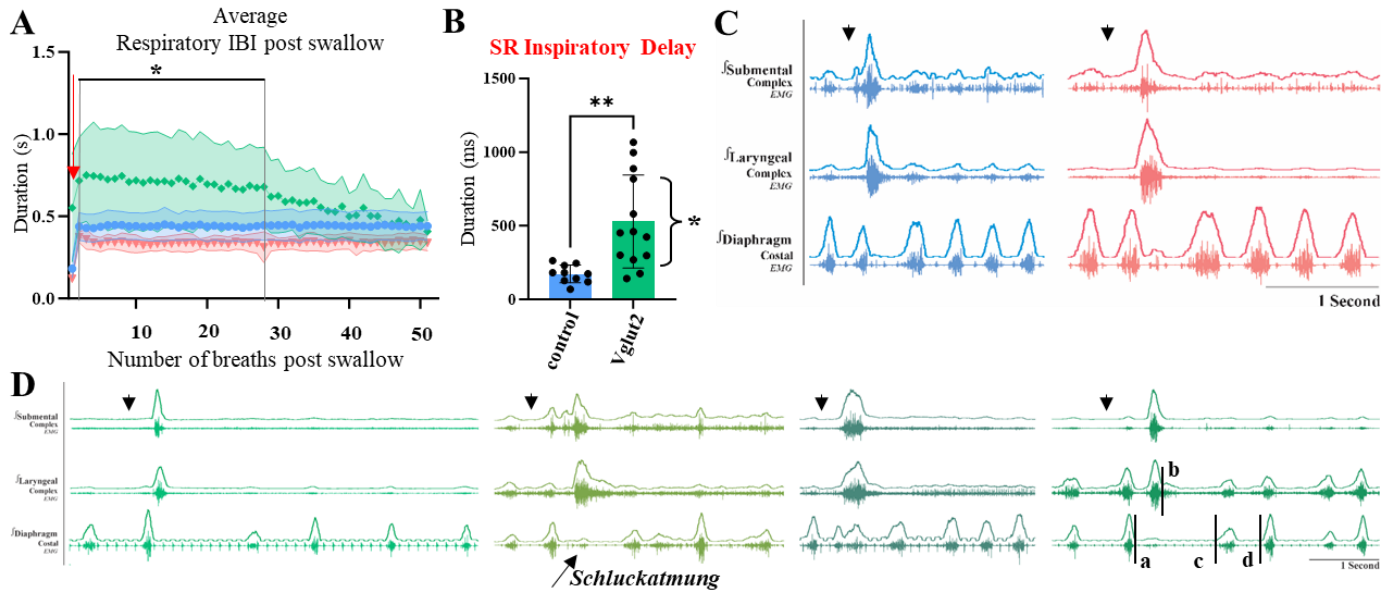 A
Average
Respiratory IBI post swallow
*
1.5
1.0
0.5
0.0
Duration (s)
10
20
30
40
50
Number of breaths post swallow
B
SR Inspiratory Delay
**
*
1500
1000
500
0
Duration (ms)
control
Vglut2
C
∫Submental
Complex
EMG
∫Laryngeal
Complex
EMG
∫Diaphragm
Costal
EMG
1 Second
D
∫Submental
Complex
EMG
∫Laryngeal
Complex
EMG
∫Diaphragm
Costal
EMG
Schluckatmung
b
a
c
d
1 Second